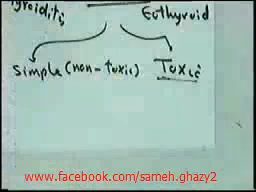 yroiditis Euthyroid
simple (non-toxic) Toxic
www.facebook.com/sameh.ghazy2